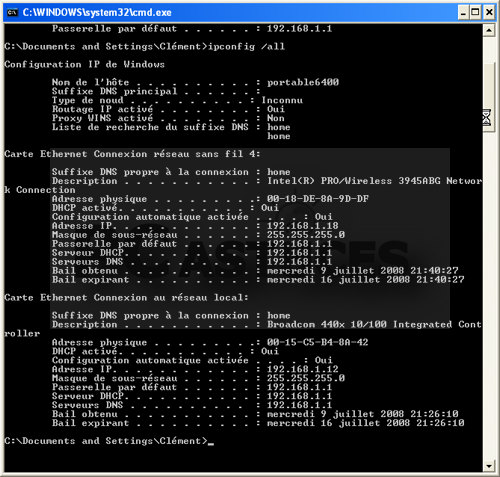 C:\WINDOWS\system32\cmd.exe
Passerelle par défaut . . . . . . : 192.168.1.1
C:\Documents and Settings\Clément>ipconfig /all
Configuration IP de Windows
Nom de l'hôte . . . . . . . . . . : portable6400
Suffixe DNS principal . . . . . . :
Type de noud . . . . . . . . . . : Inconnu
Routage IP activé . . . . . . . . : Oui
Proxy WINS activé . . . . . . . . : Non
Liste de recherche du suffixe DNS : home
home
Carte Ethernet Connexion réseau sans fil 4:
Suffixe DNS propre à la connexion : home
Description . . . . . . . . . . . : Intel(R) PRO/Wireless 3945ABG Networ
k Connection
Adresse physique . . . . . . . . .: 00-18-DE-8A-9D-DF
DHCP activé. . . . . . . . . . . : Oui
Configuration automatique activée . . . . : Oui
Adresse IP. . . . . . . . . . . . : 192.168.1.18
Masque de sous-réseau . . . . . . : 255.255.255.0
Passerelle par défaut . . . . . . : 192.168.1.1
Serveur DHCP. . . . . . . . . . . : 192.168.1.1
Serveurs DNS . . . . . . . . . . : 192.168.1.1
Bail obtenu . . . . . . . . . . . : mercredi 9 juillet 2008 21:40:27
Bail expirant . . . . . . . . . . : mercredi 16 juillet 2008 21:40:27
Carte Ethernet Connexion au réseau local:
Suffixe DNS propre à la connexion : home
Description . . . . . . . . . . . : Broadcom 440x 10/100 Integrated Cont
roller
Adresse physique . . . . . . . . .: 00-15-C5-B4-8A-42
DHCP activé. . . . . . . . . . . : Oui
Configuration automatique activée . . . . : Oui
Adresse IP. . . . . . . . . . . . : 192.168.1.12
Masque de sous-réseau . . . . . . : 255.255.255.0
Passerelle par défaut . . . . . . : 192.168.1.1
Serveur DHCP. . . . . . . . . . . : 192.168.1.1
Serveurs DNS . . . . . . . . . . : 192.168.1.1
Bail obtenu . . . . . . . . . . . : mercredi 9 juillet 2008 21:26:10
Bail expirant . . . . . . . . . . : mercredi 16 juillet 2008 21:26:10
C:\Documents and Settings\Clément>_